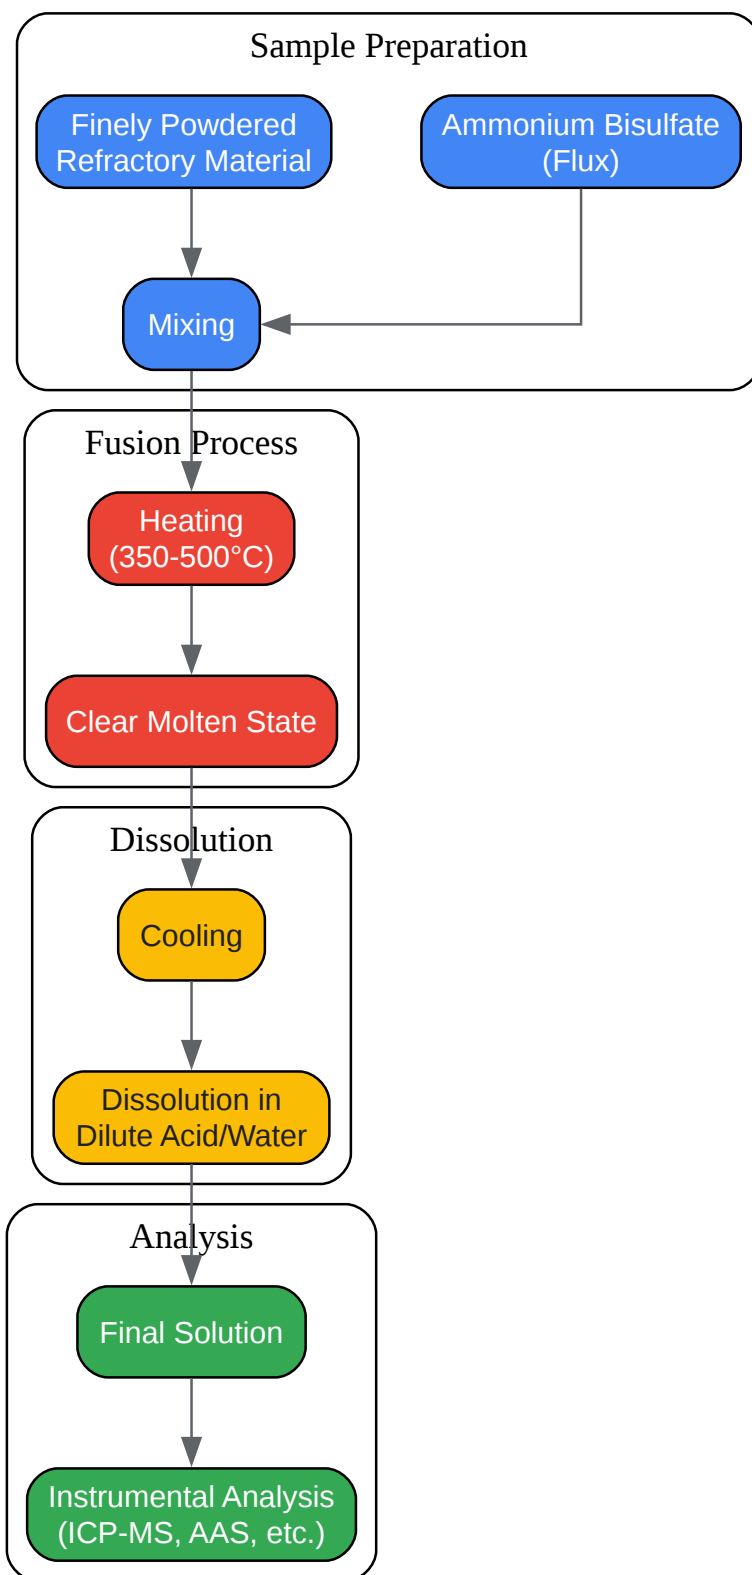 Sample Preparation
Finely Powdered
Refractory Material
Ammonium Bisulfate
(Flux)
Mixing
Fusion Process
Heating
(350-500°C)
Clear Molten State
Dissolution
Cooling
Dissolution in
Dilute Acid/Water
Analysis
Final Solution
Instrumental Analysis
(ICP-MS, AAS, etc.)